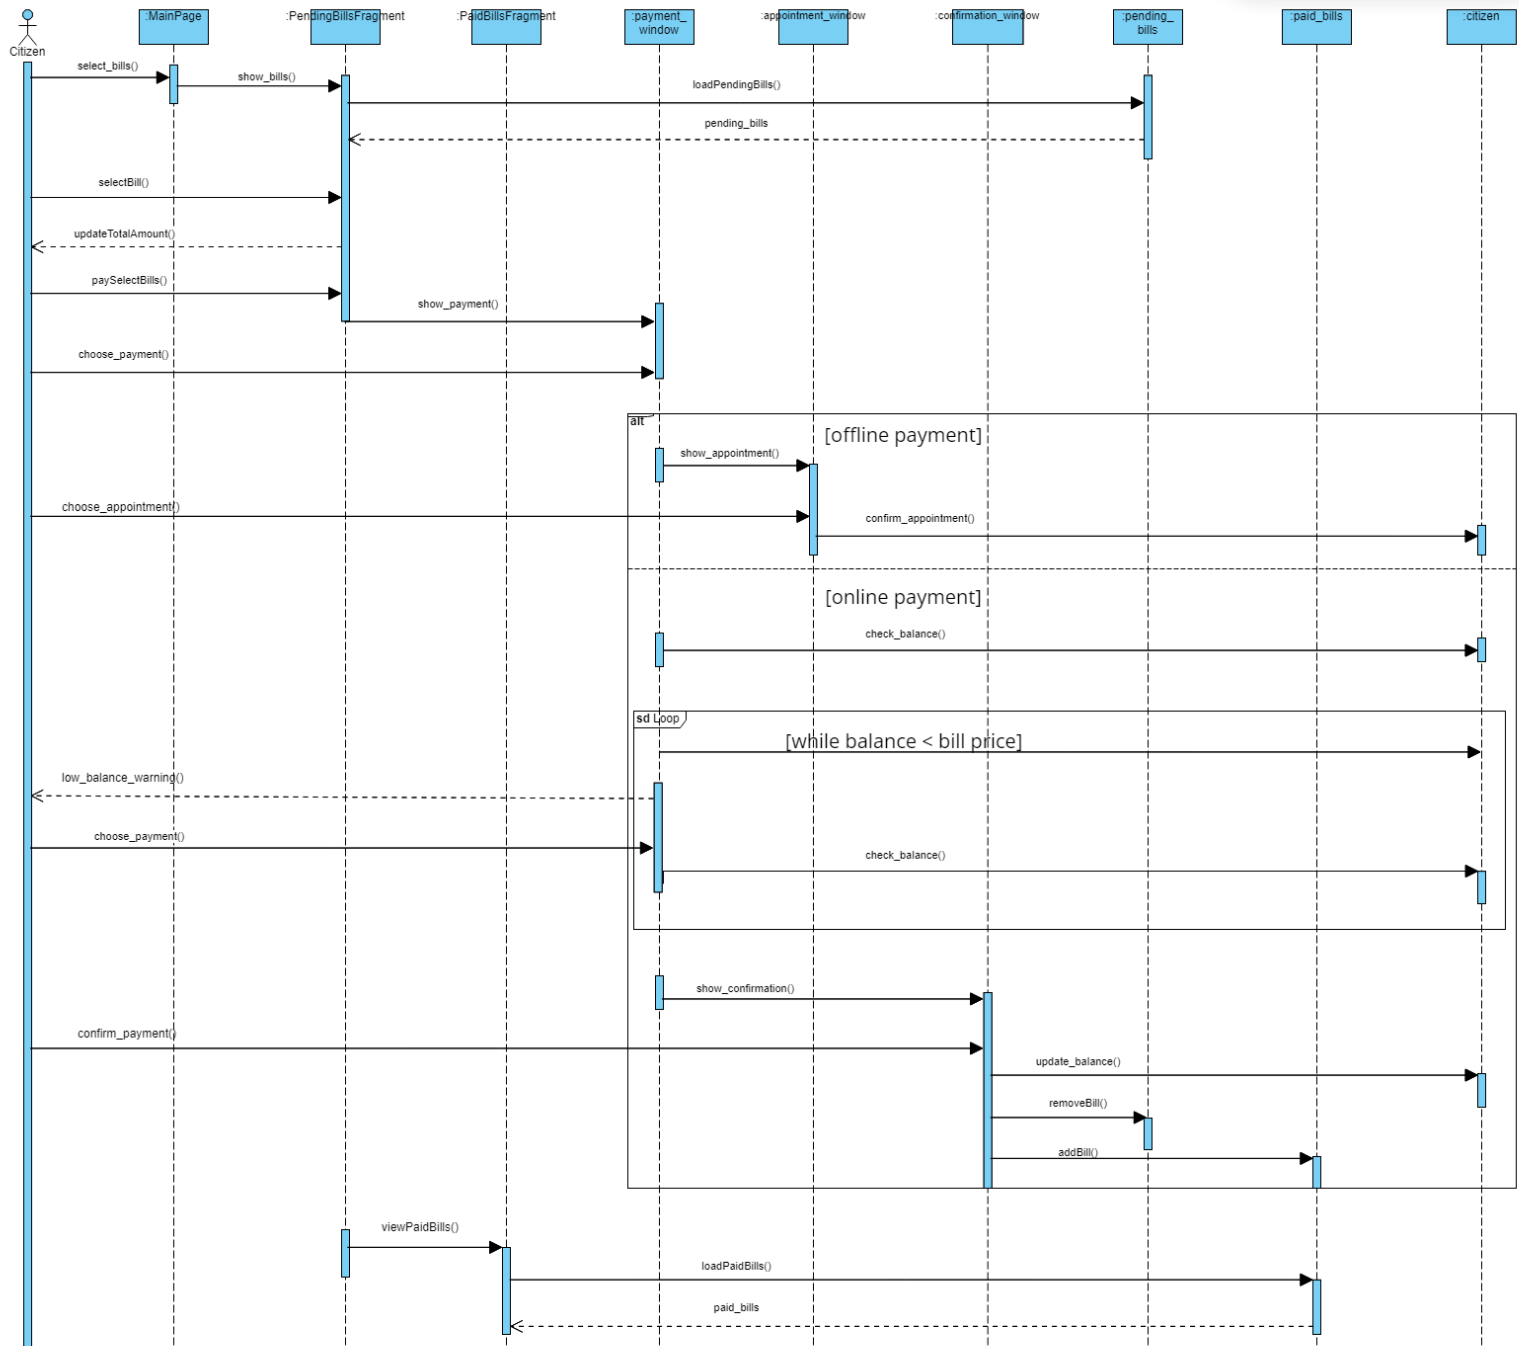 :MainPage
:PendingBillsFragment
:PaidBillsFragment
:payment_
window
:appointment_window
:confirmation_window
:pending_
bills
:paid_bills
:citizen
Citizen
select_bills()
show_bills()
loadPendingBills()
pending_bills
selectBill()
updateTotalAmount()
paySelectBills()
show_payment()
choose_payment()
alt
[offline payment]
show_appointment()
choose_appointment()
confirm_appointment()
[online payment]
check_balance()
sd Loop
[while balance < bill price]
low_balance_warning()
choose_payment()
check_balance()
show_confirmation()
confirm_payment()
update_balance()
removeBill()
addBill()
viewPaidBills()
loadPaidBills()
paid_bills